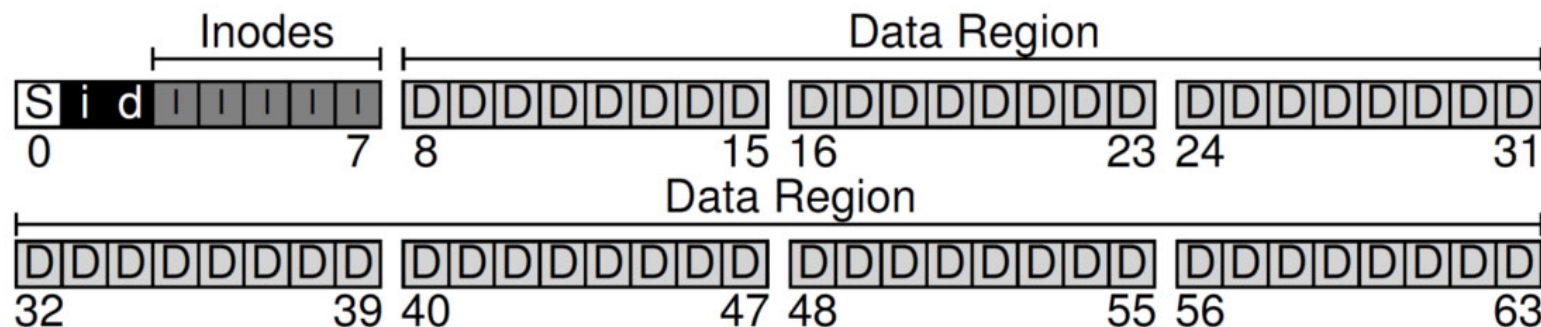 Inodes Data Region
S i d I I I I I D D D D D D D D D D D D D D D D D D D D D D D D
0 7 8 15 16 23 24 31
Data Region
D D D D D D D D D D D D D D D D D D D D D D D D D D D D D D D D
32 39 40 47 48 55 56 63